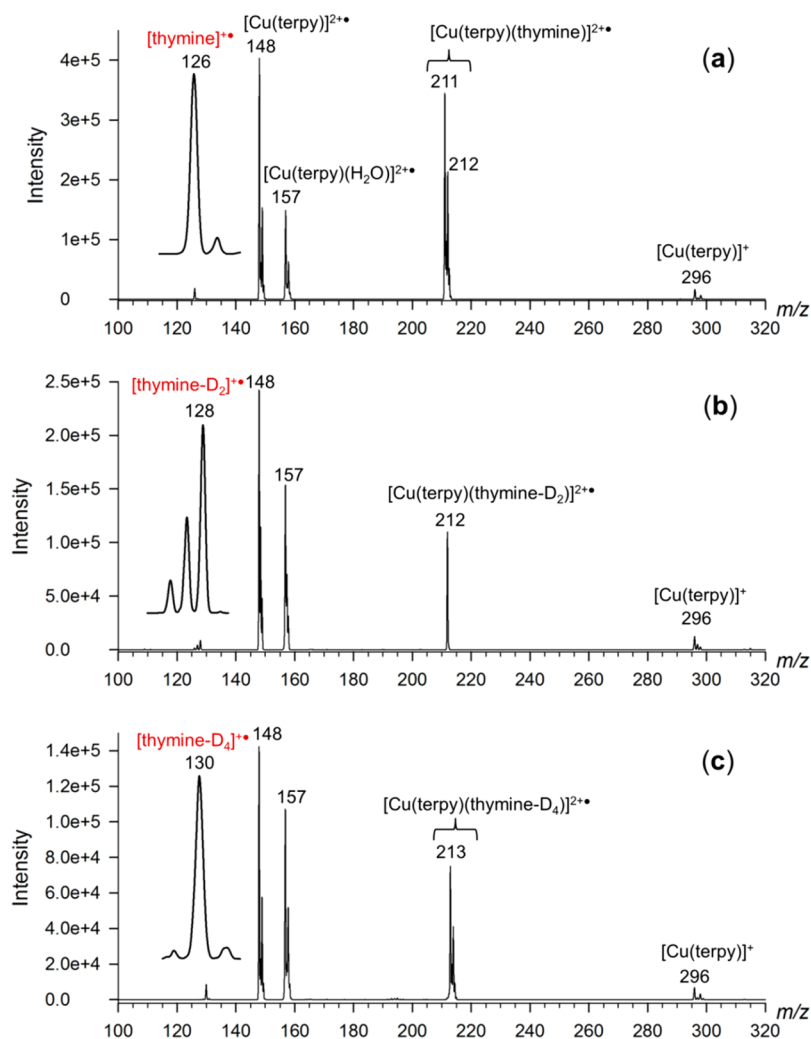 [Cu(terpy)]²⁺•
[thymine]⁺•
[Cu(terpy)(thymine)]²⁺•
148
(a)
126
4e+5
211
3e+5
[Cu(terpy)(H₂O)]²⁺•
212
157
2e+5
Intensity
1e+5
[Cu(terpy)]⁺
296
0
100 120 140 160 180 200 220 240 260 280 300 320
m/z
[thymine-D₂]⁺•
148
2.5e+5
128
(b)
2.0e+5
157
[Cu(terpy)(thymine-D₂)]²⁺•
1.5e+5
212
Intensity
1.0e+5
5.0e+4
[Cu(terpy)]⁺
296
0.0
100 120 140 160 180 200 220 240 260 280 300 320
m/z
[thymine-D₄]⁺•
148
1.4e+5
130
(c)
1.2e+5
157
[Cu(terpy)(thymine-D₄)]²⁺•
1.0e+5
213
8.0e+4
Intensity
6.0e+4
4.0e+4
[Cu(terpy)]⁺
2.0e+4
296
0.0
100 120 140 160 180 200 220 240 260 280 300 320
m/z